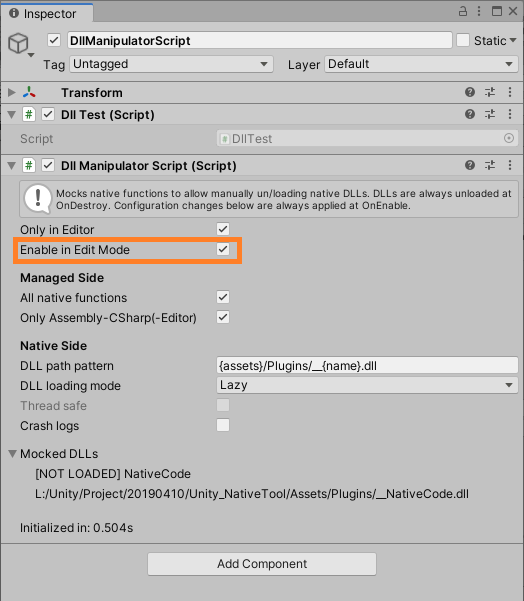 Inspector
DllManipulatorScript
Static
Tag Untagged Layer Default
Transform
# Dll Test (Script)
Script # DllTest
# Dll Manipulator Script (Script)
Mocks native functions to allow manually un/loading native DLLs. DLLs are always unloaded at
OnDestroy. Configuration changes below are always applied at OnEnable.
Only in Editor
Enable in Edit Mode
Managed Side
All native functions
Only Assembly-CSharp(-Editor)
Native Side
DLL path pattern {assets}/Plugins/__{name}.dll
DLL loading mode Lazy
Thread safe
Crash logs
Mocked DLLs
[NOT LOADED] NativeCode
L:/Unity/Project/20190410/Unity_NativeTool/Assets/Plugins/__NativeCode.dll
Initialized in: 0.504s
Add Component